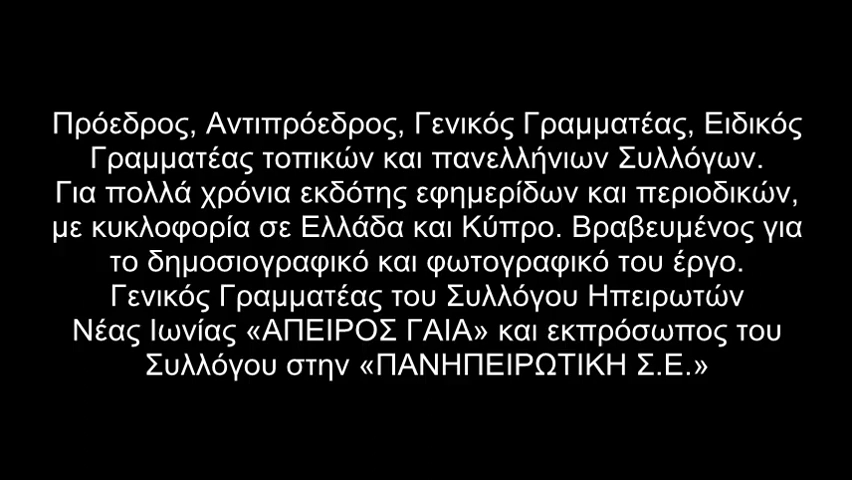 Πρόεδρος, Αντιπρόεδρος, Γενικός Γραμματέας, Ειδικός
Γραμματέας τοπικών και πανελλήνιων Συλλόγων.
Για πολλά χρόνια εκδότης εφημερίδων και περιοδικών,
με κυκλοφορία σε Ελλάδα και Κύπρο. Βραβευμένος για
το δημοσιογραφικό και φωτογραφικό του έργο.
Γενικός Γραμματέας του Συλλόγου Ηπειρωτών
Νέας Ιωνίας «ΑΠΕΙΡΟΣ ΓΑΙΑ» και εκπρόσωπος του
Συλλόγου στην «ΠΑΝΗΠΕΙΡΩΤΙΚΗ Σ.Ε.»